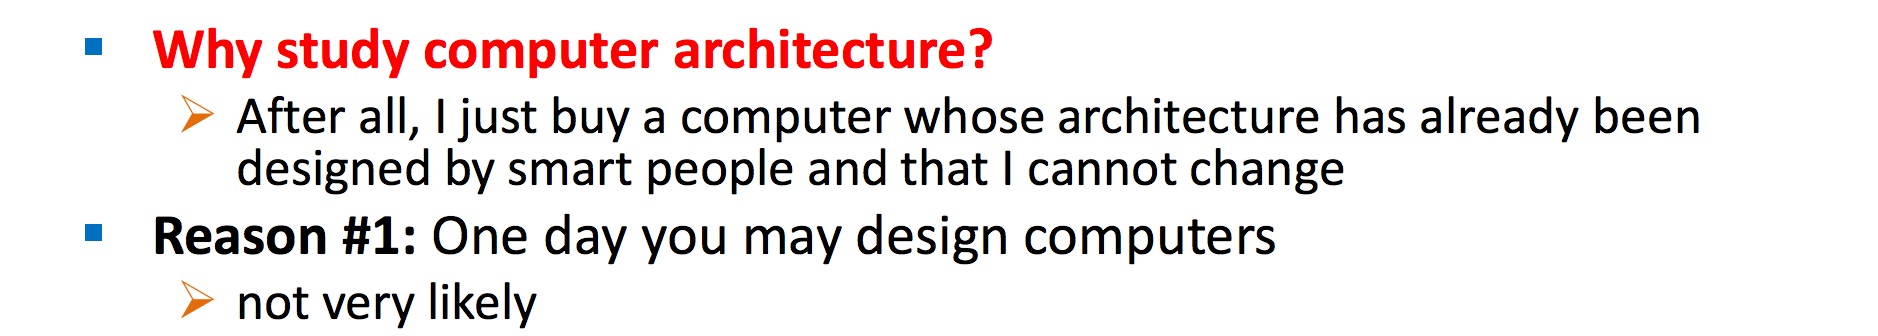 Why study computer architecture?
After all, I just buy a computer whose architecture has already been
designed by smart people and that I cannot change
Reason #1: One day you may design computers
not very likely